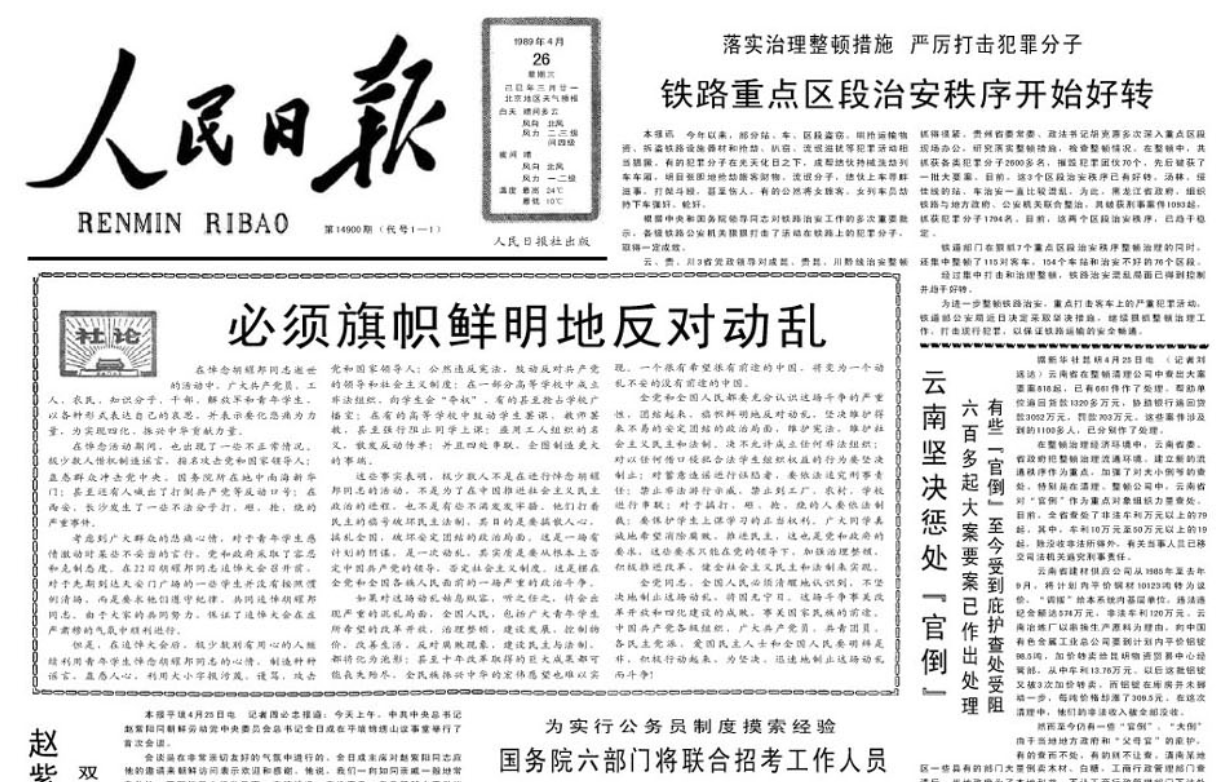 人民日报
RENMIN RIBAO
第14900期（代号1—1）
1989年4月
26
星期三
己巳年三月廿一
北京地区天气预报
白天 晴间多云
风向 北风
风力 二三级
间四级
夜间 晴
风向 北风
风力 一二级
温度 最高 24℃
最低 10℃
人民日报社出版
落实治理整顿措施 严厉打击犯罪分子
铁路重点区段治安秩序开始好转
本报讯 今年以来，部分站、车、区段盗窃、哄抢运输物
资、拆盗铁路设施器材和抢劫、扒窃、流氓滋扰等犯罪活动相
当猖獗，有的犯罪分子在光天化日之下，成帮结伙持械洗劫列
车车厢，明目张胆地抢劫旅客财物，流氓分子，结伙上车寻衅
滋事，打架斗殴，甚至伤人，有的公然将女旅客、女列车员劫
持下车强奸、轮奸。
根据中央和国务院领导同志对铁路治安工作的多次重要批
示，各级铁路公安机关狠狠打击了活动在铁路上的犯罪分子，
取得一定成效。
云、贵、川3省党政领导对成昆、贵昆、川黔线治安整顿
抓得很紧，贵州省委常委、政法书记胡克惠多次深入重点区段
现场办公，研究落实整顿措施，检查整顿情况。在整顿中，共
抓获各类犯罪分子2600多名，摧毁犯罪团伙70个，先后破获了
一批大要案。目前，这3个区段治安秩序已有好转。汤林、绥
佳线的站、车治安一直比较混乱，为此，黑龙江省政府，组织
铁路与地方政府、公安机关联合整治，共破获刑事案件1093起，
抓获犯罪分子1794名。目前，这两个区段治安秩序，已趋于稳
定。
铁道部门在狠抓7个重点区段治安秩序整顿治理的同时，
还集中整顿了115对客车，154个车站和治安不好的76个区段。
经过集中打击和治理整顿，铁路治安混乱局面已得到控制
并趋于好转。
为进一步整顿铁路治安，重点打击客车上的严重犯罪活动，
铁道部公安局近日决定采取坚决措施，继续狠抓整顿治理工
作，打击现行犯罪，以保证铁路运输的安全畅通。
社论
必须旗帜鲜明地反对动乱
在悼念胡耀邦同志逝世
的活动中，广大共产党员、工
人、农民、知识分子、干部、解放军和青年学生，
以各种形式表达自己的哀思，并表示要化悲痛为力
量，为实现四化、振兴中华贡献力量。
在悼念活动期间，也出现了一些不正常情况。
极少数人借机制造谣言，指名攻击党和国家领导人；
蛊惑群众冲击党中央、国务院所在地中南海新华
门；甚至还有人喊出了打倒共产党等反动口号；在
西安、长沙发生了一些不法分子打、砸、抢、烧的
严重事件。
考虑到广大群众的悲痛心情，对于青年学生感
情激动时某些不妥当的言行，党和政府采取了容忍
和克制态度。在22日胡耀邦同志追悼大会召开前，
对于先期到达天安门广场的一些学生并没有按照惯
例清场，而是要求他们遵守纪律，共同追悼胡耀邦
同志。由于大家的共同努力，保证了追悼大会在庄
严肃穆的气氛中顺利进行。
但是，在追悼大会后，极少数别有用心的人继
续利用青年学生悼念胡耀邦同志的心情，制造种种
谣言，蛊惑人心，利用大小字报污蔑、谩骂、攻击
党和国家领导人；公然违反宪法，鼓动反对共产党
的领导和社会主义制度；在一部分高等学校中成立
非法组织，向学生会“夺权”，有的甚至抢占学校广
播室；在有的高等学校中鼓动学生罢课、教师罢
教，甚至强行阻止同学上课；盗用工人组织的名
义，散发反动传单；并且四处串联，企图制造更大
的事端。
这些事实表明，极少数人不是在进行悼念胡耀
邦同志的活动，不是为了在中国推进社会主义民主
政治的进程，也不是有些不满发发牢骚。他们打着
民主的旗号破坏民主法制，其目的是要搞散人心，
搞乱全国，破坏安定团结的政治局面。这是一场有
计划的阴谋，是一次动乱，其实质是要从根本上否
定中国共产党的领导，否定社会主义制度。这是摆在
全党和全国各族人民面前的一场严重的政治斗争。
如果对这场动乱姑息纵容，听之任之，将会出
现严重的混乱局面，全国人民，包括广大青年学生
所希望的改革开放，治理整顿，建设发展，控制物
价，改善生活，反对腐败现象，建设民主与法制，
都将化为泡影；甚至十年改革取得的巨大成果都可
能丧失殆尽，全民族振兴中华的宏伟愿望也难以实
现。一个很有希望很有前途的中国，将变为一个动
乱不安的没有前途的中国。
全党和全国人民都要充分认识这场斗争的严重
性，团结起来，旗帜鲜明地反对动乱，坚决维护得
来不易的安定团结的政治局面，维护宪法，维护社
会主义民主和法制。决不允许成立任何非法组织；
对以任何借口侵犯合法学生组织权益的行为要坚决
制止；对蓄意造谣进行诬陷者，要依法追究刑事责
任；禁止非法游行示威，禁止到工厂、农村、学校
进行串联；对于搞打、砸、抢、烧的人要依法制
裁；要保护学生上课学习的正当权利。广大同学真
诚地希望消除腐败，推进民主，这也是党和政府的
要求，这些要求只能在党的领导下，加强治理整顿，
积极推进改革，健全社会主义民主和法制来实现。
全党同志、全国人民必须清醒地认识到，不坚
决地制止这场动乱，将国无宁日。这场斗争事关改
革开放和四化建设的成败，事关国家民族的前途。
中国共产党各级组织、广大共产党员、共青团员、
各民主党派、爱国民主人士和全国人民要明辨是
非，积极行动起来，为坚决、迅速地制止这场动乱
而斗争！
云南坚决惩处『官倒』
六百多起大案要案已作出处理
有些『官倒』至今受到庇护查处受阻
据新华社昆明4月25日电 （记者刘
云南省在整顿清理公司中查出大案
要案818起，已有661件作了处理，帮助单
位追回货款1320多万元，协助银行追回贷
款3052万元，罚款703万元。这些案件涉及
到的1100多人，已分别作了处理。
在整顿治理经济环境中，云南省委、
省政府把整顿治理流通环境、建立新的流
通秩序作为重点，加强了对大小倒爷的查
处，特别是在清理、整顿公司中，云南省
对“官倒”作为重点对象组织力量查处。
目前，全省查处了非法牟利万元以上的79
起，其中，牟利10万元至50万元以上的19
起，除没收非法所得外，有关当事人员已移
交司法机关追究刑事责任。
云南省建材供应公司从1985年至去年
9月，将计划内平价钢材10123吨转为议
价，“调拨”给本系统内基层单位，违法违
纪金额达574万元，非法牟利120万元。云
南冶炼厂以串换生产原料为理由，向中国
有色金属工业总公司要到计划内平价铝锭
98.5吨，加价转卖给昆明物资贸易中心经
营部，从中牟利13.76万元。以后这批铝锭
又被3次加价转卖，而铝锭在库房并未挪
动一步，每吨价格却涨了309.5元。在这次
清理中，他们的非法收入被全部没收。
然而至今仍有一些“官倒”、“大倒”
由于当地地方政府和“父母官”的庇护，
有的查而不处，有的则不让查。滇南某地
区一些县有的部门大量倒卖木材、白糖，工商行政管理部门查
赵紫
双
本报平壤4月25日电 记者周必忠报道：今天上午，中共中央总书记
赵紫阳同朝鲜劳动党中央委员会总书记金日成在平壤锦绣山议事堂举行了
首次会谈。
会谈是在非常亲切友好的气氛中进行的。金日成主席对赵紫阳同志应
他的邀请来朝鲜访问表示欢迎和感谢。他说，我们一向如同亲戚一般地常
为实行公务员制度摸索经验
国务院六部门将联合招考工作人员